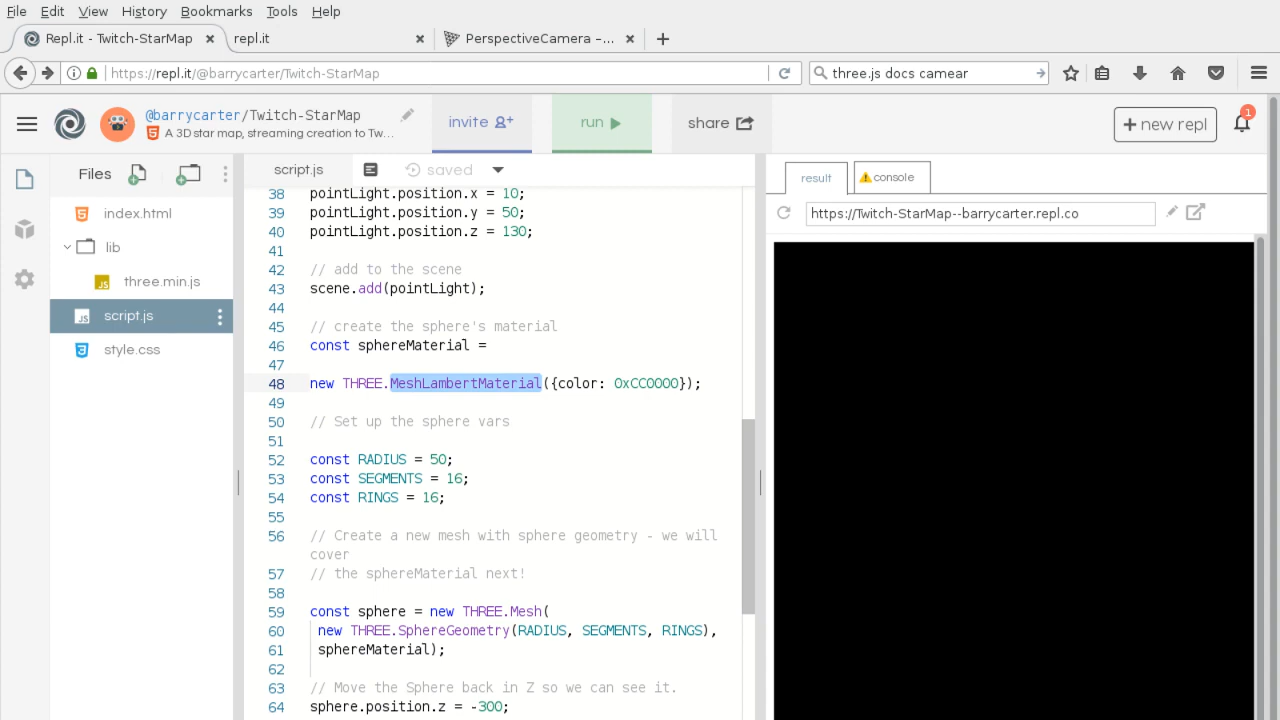 File Edit View History Bookmarks Tools Help
Repl.it - Twitch-StarMap × repl.it × PerspectiveCamera –... × +
https://repl.it/@barrycarter/Twitch-StarMap
three.js docs camear
@barrycarter/Twitch-StarMap
A 3D star map, streaming creation to Tw...
invite
run
share
+ new repl
1
Files
index.html
lib
three.min.js
script.js
style.css
script.js
saved
38 pointLight.position.x = 10;
39 pointLight.position.y = 50;
40 pointLight.position.z = 130;
41
42 // add to the scene
43 scene.add(pointLight);
44
45 // create the sphere's material
46 const sphereMaterial =
47
48 new THREE.MeshLambertMaterial({color: 0xCC0000});
49
50 // Set up the sphere vars
51
52 const RADIUS = 50;
53 const SEGMENTS = 16;
54 const RINGS = 16;
55
56 // Create a new mesh with sphere geometry - we will
cover
57 // the sphereMaterial next!
58
59 const sphere = new THREE.Mesh(
60 new THREE.SphereGeometry(RADIUS, SEGMENTS, RINGS),
61 sphereMaterial);
62
63 // Move the Sphere back in Z so we can see it.
64 sphere.position.z = -300;
result
console
https://Twitch-StarMap--barrycarter.repl.co